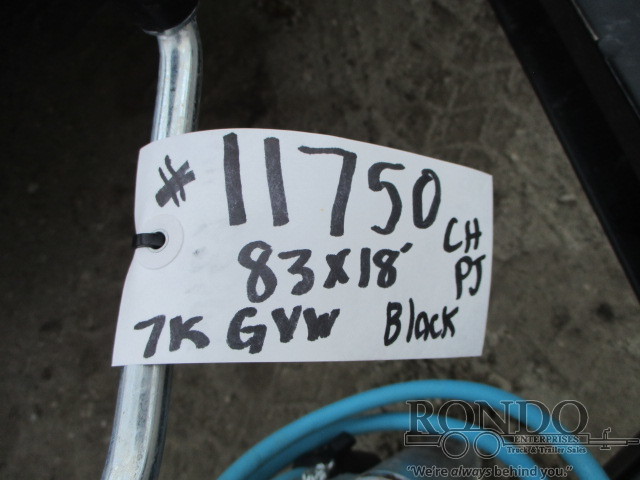 # 11750
83x18' CH
PJ
7K GVW Black
RONDO
ENTERPRISES
Truck & Trailer Sales
"We're always behind you."